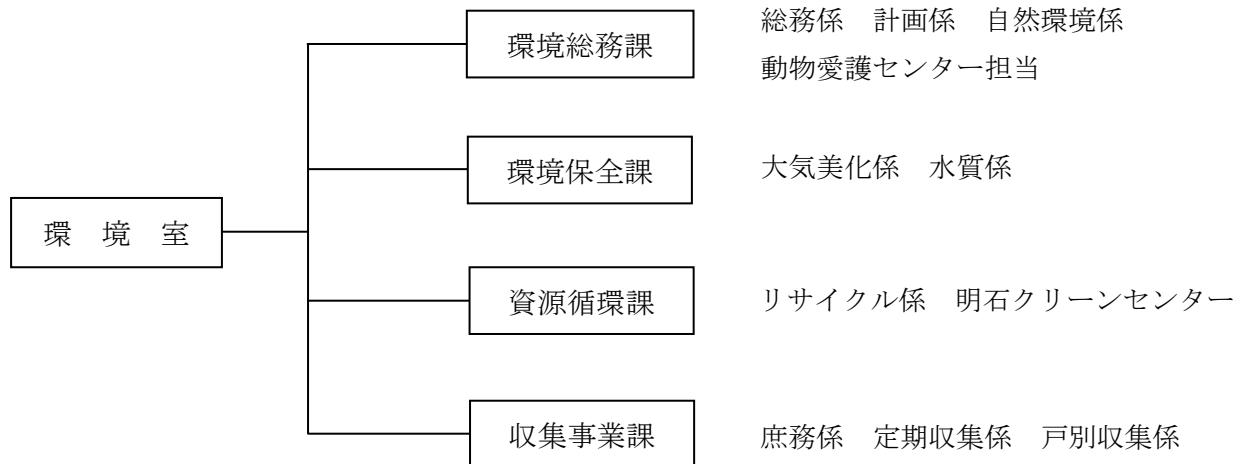 環境総務課　総務係　計画係　自然環境係
動物愛護センター担当
環境保全課　大気美化係　水質係
環　境　室
資源循環課　リサイクル係　明石クリーンセンター
収集事業課　庶務係　定期収集係　戸別収集係